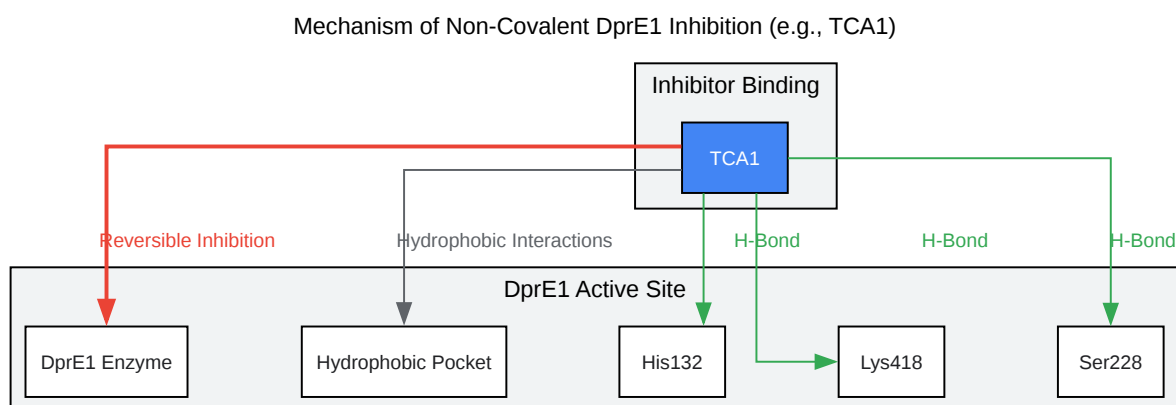 Mechanism of Non-Covalent DprE1 Inhibition (e.g., TCA1)
Inhibitor Binding
TCA1
Reversible Inhibition
Hydrophobic Interactions
H-Bond
H-Bond
H-Bond
DprE1 Active Site
DprE1 Enzyme
Hydrophobic Pocket
His132
Lys418
Ser228